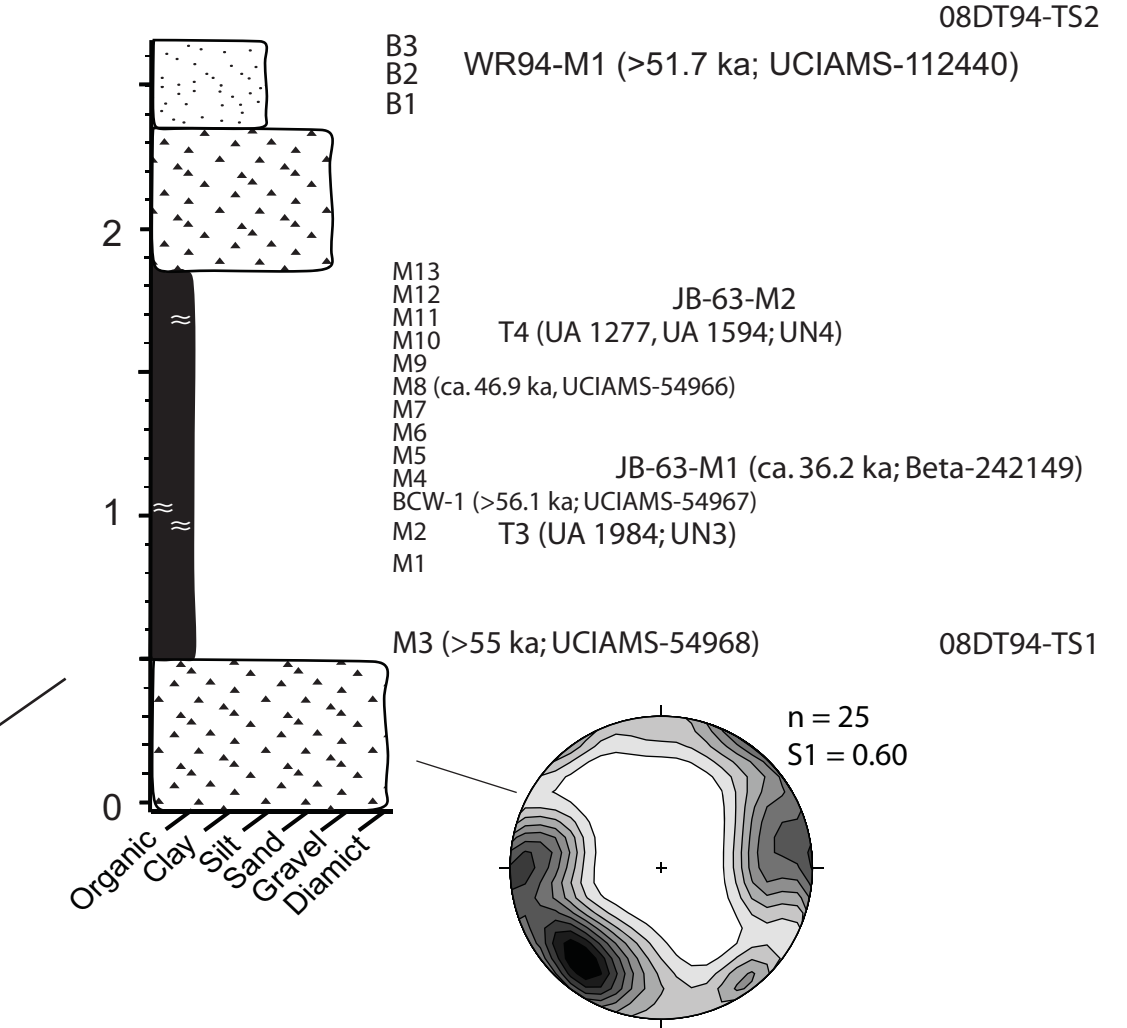 08DT94-TS2
B3
WR94-M1 (>51.7 ka; UCIAMS-112440)
B2
B1
2
M13
M12
JB-63-M2
M11
T4 (UA 1277, UA 1594; UN4)
M10
M9
M8 (ca. 46.9 ka, UCIAMS-54966)
M7
M6
M5
JB-63-M1 (ca. 36.2 ka; Beta-242149)
M4
BCW-1 (>56.1 ka; UCIAMS-54967)
1
M2
T3 (UA 1984; UN3)
M1
M3 (>55 ka; UCIAMS-54968)
08DT94-TS1
n = 25
S1 = 0.60
0
Organic
Clay
Silt
Sand
Gravel
Diamict